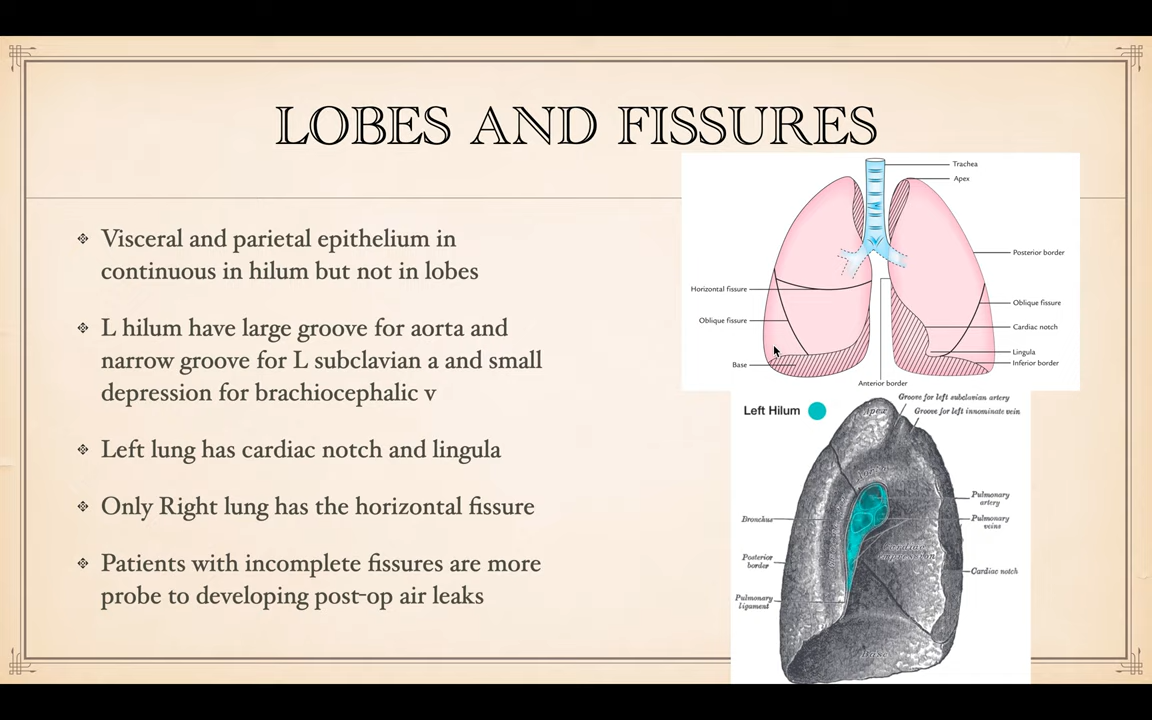 LOBES AND FISSURES
Visceral and parietal epithelium in
continuous in hilum but not in lobes
L hilum have large groove for aorta and
narrow groove for L subclavian a and small
depression for brachiocephalic v
Left lung has cardiac notch and lingula
Only Right lung has the horizontal fissure
Patients with incomplete fissures are more
probe to developing post-op air leaks
Trachea
Apex
Posterior border
Horizontal fissure
Oblique fissure
Oblique fissure
Cardiac notch
Lingula
Base
Inferior border
Anterior border
Left Hilum
Groove for left subclavian artery
Groove for left innominate vein
Apex
Pulmonary
artery
Pulmonary
veins
Bronchus
Posterior
border
Cardiac notch
Pulmonary
ligament
Base